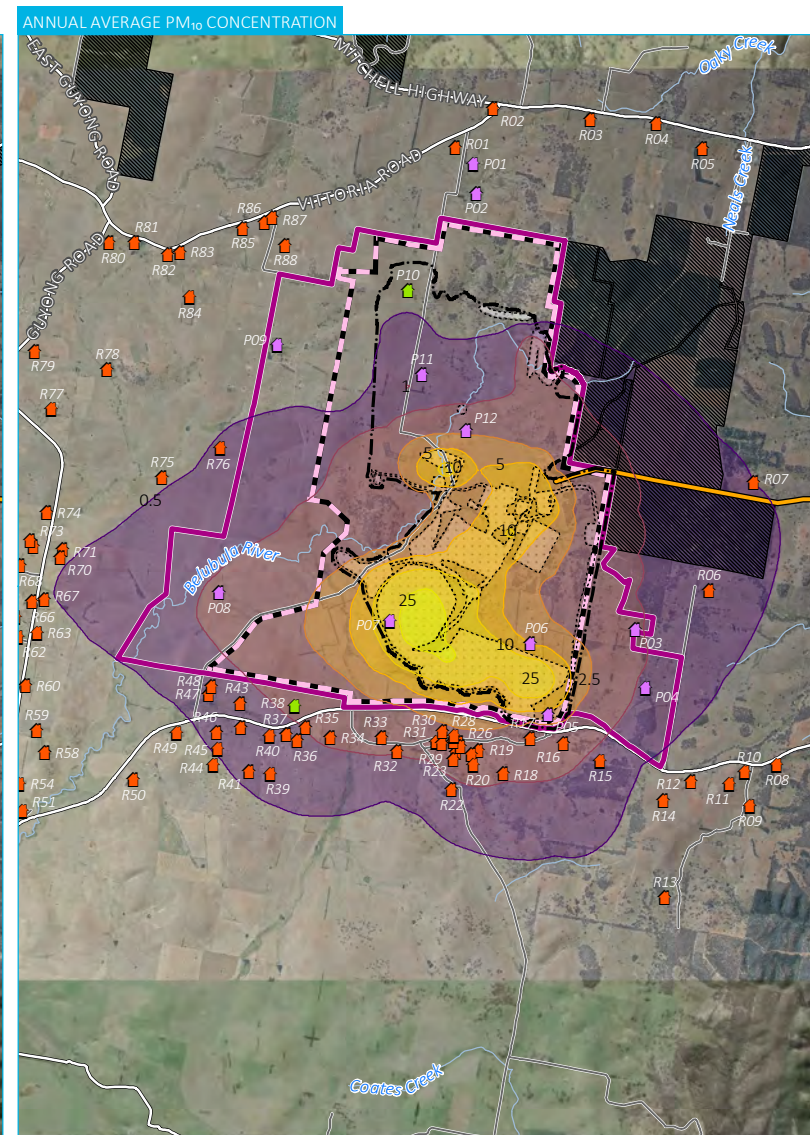 ANNUAL AVERAGE PM₁₀ CONCENTRATION
MITCHELL HIGHWAY
Oaky Creek
EAST GUYONG ROAD
R02
R03
R04
R05
R01
P01
P02
Neals Creek
VITTORIA ROAD
R86
R87
R85
R88
R80
R81
R82
R83
GUYONG ROAD
R84
P10
P09
R79
R78
P11
1
R77
P12
R76
5
10
5
R75
0.5
R07
10
R74
R73
R71
R70
Belubula River
R68
R06
P08
R67
R66
25
P07
R63
R62
P03
10
P06
25
2.5
R60
P04
R48
R47
R43
R38
P05
R59
R49
R46
R37
R35
R34
R33
R30
R28
R31
R26
R19
R16
R58
R45
R40
R36
R32
R29
R15
R44
R41
R39
R23
R20
R18
R54
R50
R22
R51
R12
R10
R08
R11
R14
R09
R13
Coates Creek